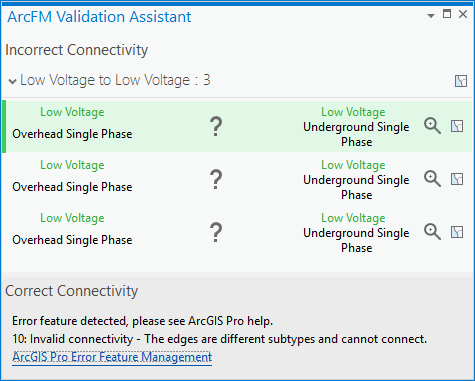 ArcFM Validation Assistant
Incorrect Connectivity
Low Voltage to Low Voltage : 3
Low Voltage
Overhead Single Phase
?
Low Voltage
Underground Single
Phase
Low Voltage
Overhead Single Phase
?
Low Voltage
Underground Single
Phase
Low Voltage
Overhead Single Phase
?
Low Voltage
Underground Single
Phase
Correct Connectivity
Error feature detected, please see ArcGIS Pro help.
10: Invalid connectivity - The edges are different subtypes and cannot connect.
ArcGIS Pro Error Feature Management